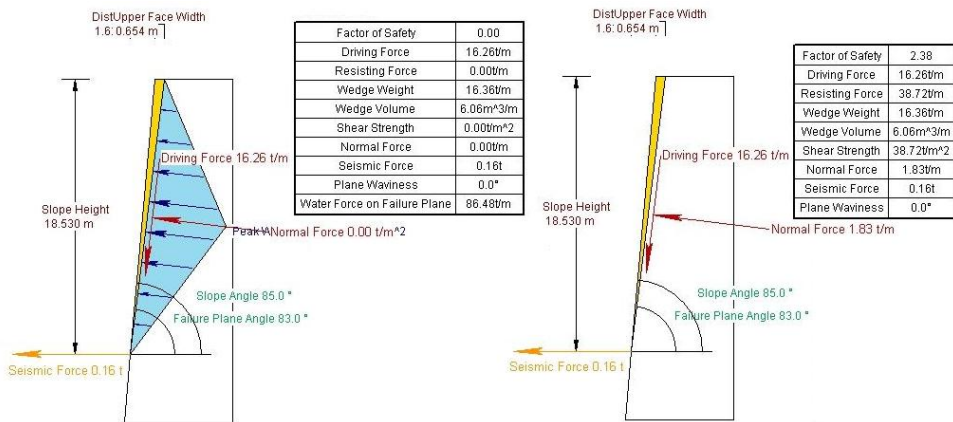 DistUpper Face Width
1.6: 0.654 m
Factor of Safety 0.00
Driving Force 16.26t/m
Resisting Force 0.00t/m
Wedge Weight 16.36t/m
Wedge Volume 6.06m^3/m
Shear Strength 0.00t/m^2
Normal Force 0.00t/m
Seismic Force 0.16t
Plane Waviness 0.0°
Water Force on Failure Plane 86.48t/m
Driving Force 16.26 t/m
Slope Height
18.530 m
Normal Force 0.00 t/m^2
Slope Angle 85.0 °
Failure Plane Angle 83.0 °
Seismic Force 0.16 t
DistUpper Face Width
1.6: 0.654 m
Factor of Safety 2.38
Driving Force 16.26t/m
Resisting Force 38.72t/m
Wedge Weight 16.36t/m
Wedge Volume 6.06m^3/m
Shear Strength 38.72t/m^2
Normal Force 1.83t/m
Seismic Force 0.16t
Plane Waviness 0.0°
Driving Force 16.26 t/m
Slope Height
18.530 m
Normal Force 1.83 t/m
Slope Angle 85.0 °
Failure Plane Angle 83.0 °
Seismic Force 0.16 t